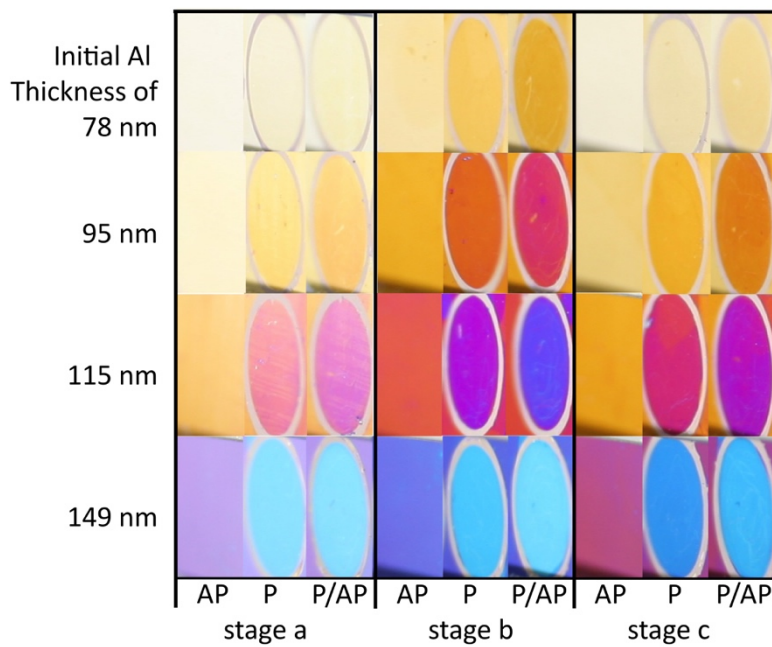 Initial Al
Thickness of
78 nm
95 nm
115 nm
149 nm
AP P P/AP AP P P/AP AP P P/AP
stage a stage b stage c